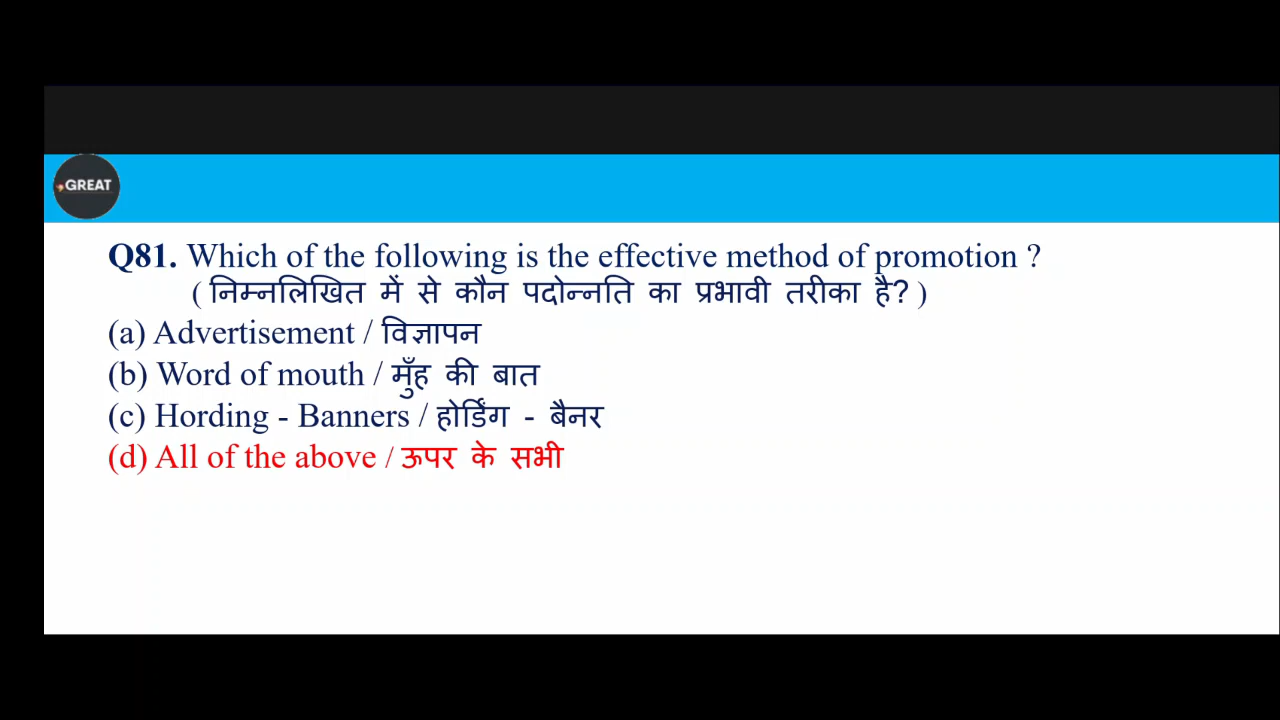 GREAT
Q81. Which of the following is the effective method of promotion ?
( निम्नलिखित में से कौन पदोन्नति का प्रभावी तरीका है? )
(a) Advertisement / विज्ञापन
(b) Word of mouth / मुँह की बात
(c) Hording - Banners / होर्डिंग - बैनर
(d) All of the above / ऊपर के सभी